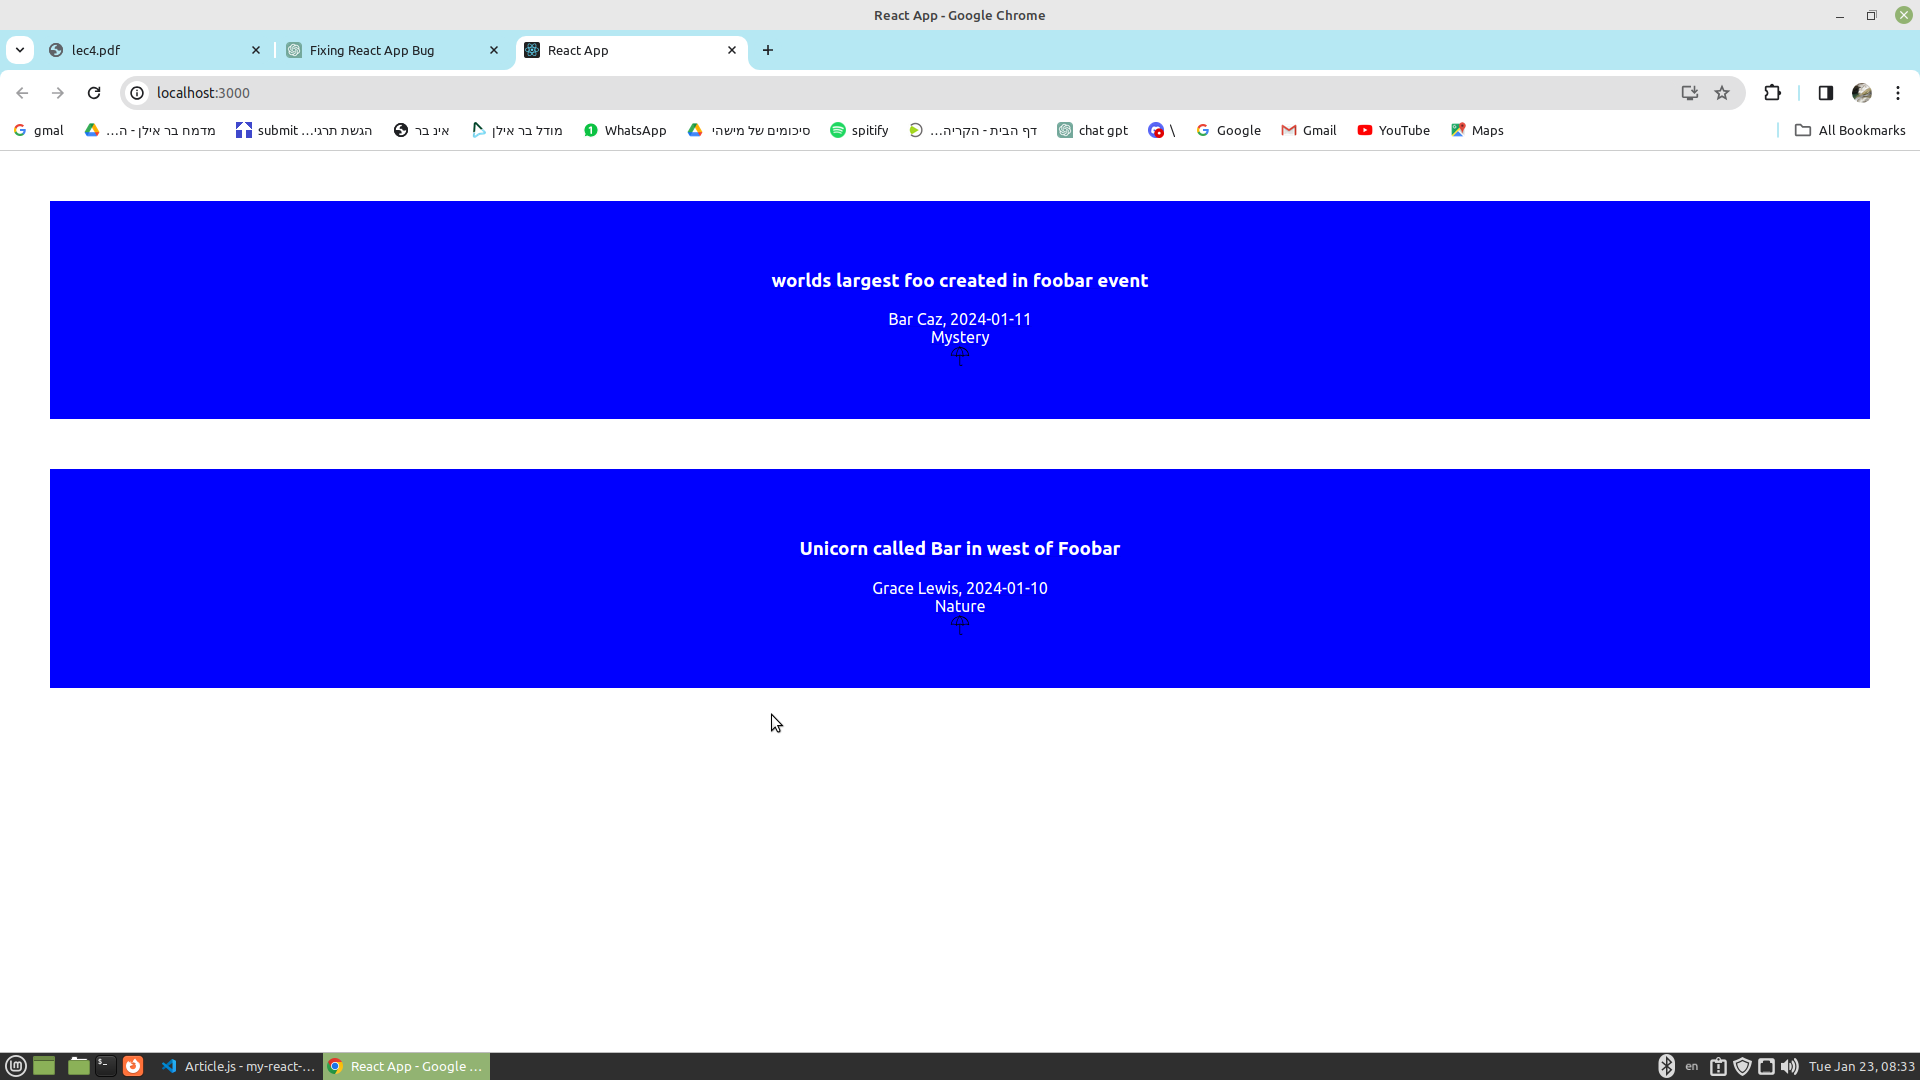 React App - Google Chrome
lec4.pdf
Fixing React App Bug
React App
localhost:3000
gmal
מדמח בר אילן - ה...
submit ...הגשת תרגי
אינ בר
מודל בר אילן
WhatsApp
סיכומים של מישהי
spitify
דף הבית - הקריה...
chat gpt
\
Google
Gmail
YouTube
Maps
All Bookmarks
worlds largest foo created in foobar event
Bar Caz, 2024-01-11
Mystery
Unicorn called Bar in west of Foobar
Grace Lewis, 2024-01-10
Nature
Article.js - my-react-...
React App - Google ...
en
Tue Jan 23, 08:33